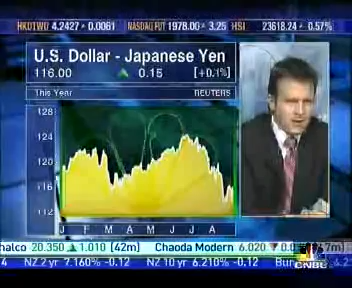 HKDTWD 4.2427 ▲ 0.0061 NASDAQ FUT 1978.00 ▲ 3.25 HSI 23618.24 ▲ 0.57%
U.S. Dollar - Japanese Yen
116.00 ▲ 0.15 [+0.1%]
This Year REUTERS
128
124
120
116
112
J F M A M J J A
halco 20.350 ▲ 1.010 [42m] Chaoda Modern 6.020 ▼
4 NZ 2 yr 7.160% -0.12 NZ 10 yr 6.210% -0.12
CNBC